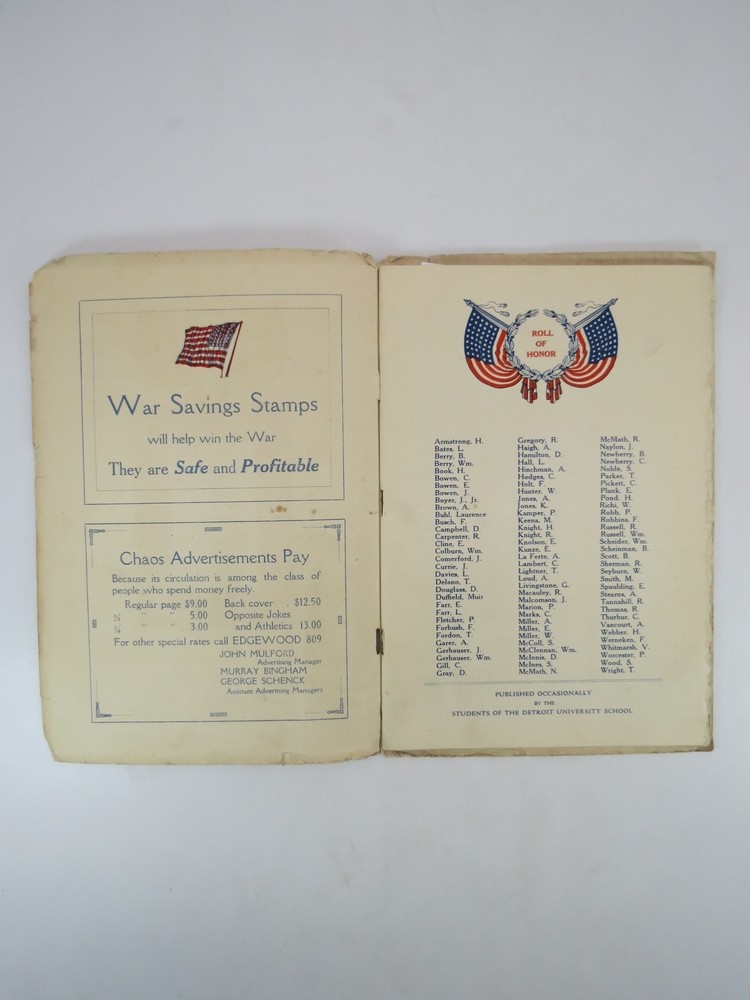 War Savings Stamps
will help win the War
They are Safe and Profitable
Chaos Advertisements Pay
Because its circulation is among the class of
people who spend money freely.
Regular page $9.00 Back cover . $12.50
½ " " 5.00 Opposite Jokes
¼ " " 3.00 and Athletics 13.00
For other special rates call EDGEWOOD 809
JOHN MULFORD
Advertising Manager
MURRAY BINGHAM
GEORGE SCHENCK
Assistant Advertising Managers
ROLL
OF
HONOR
Armstrong, H.
Bates, L.
Berry, B.
Berry, Wm.
Book, H.
Bowen, C.
Bowen, E.
Bowen, J.
Boyer, J., Jr.
Brown, A.
Buhl, Laurence
Busch, F.
Campbell, D.
Carpenter, R.
Cline, E.
Colburn, Wm.
Comerford, J.
Currie, J.
Davies, L.
Delano, T.
Douglass, D.
Duffield, Muir
Farr, E.
Farr, L.
Fletcher, P.
Forbush, F.
Fordon, T.
Garer, A.
Gerhauser, J.
Gerhauser, Wm.
Gill, C.
Gray, D.
Gregory, R.
Haigh, A.
Hamilton, D.
Hall, L.
Hinchman, A.
Hodges, C.
Holt, F.
Hunter, W.
Jones, A.
Jones, K.
Kamper, P.
Keena, M.
Knight, H.
Knight, R.
Knolson, E.
Kunze, E.
La Ferte, A.
Lambert, C.
Lightner, T.
Loud, A.
Livingstone, G.
Macauley, R.
Malcomson, J.
Marion, P.
Marks, C.
Miller, A.
Miller, E.
Miller, W.
McColl, S.
McClennan, Wm.
McInnis, D.
McInes, S.
McMath, N.
McMath, R.
Naylon, J.
Newberry, B.
Newberry, C.
Noble, S.
Parker, T.
Pickert, C.
Plank, E.
Pond, H.
Richi, W.
Robb, P.
Robbins, F.
Russell, R.
Russell, Wm.
Scheider, Wm.
Scheinman, B.
Scott, B.
Sherman, R.
Seyburn, W.
Smith, M.
Spaulding, E.
Stearns, A.
Tannahill, R.
Thomas, R.
Thurbur, C.
Vancourt, A.
Webber, H.
Werneken, F.
Whitmarsh, V.
Worcester, P.
Wood, S.
Wright, T.
PUBLISHED OCCASIONALLY
BY THE
STUDENTS OF THE DETROIT UNIVERSITY SCHOOL